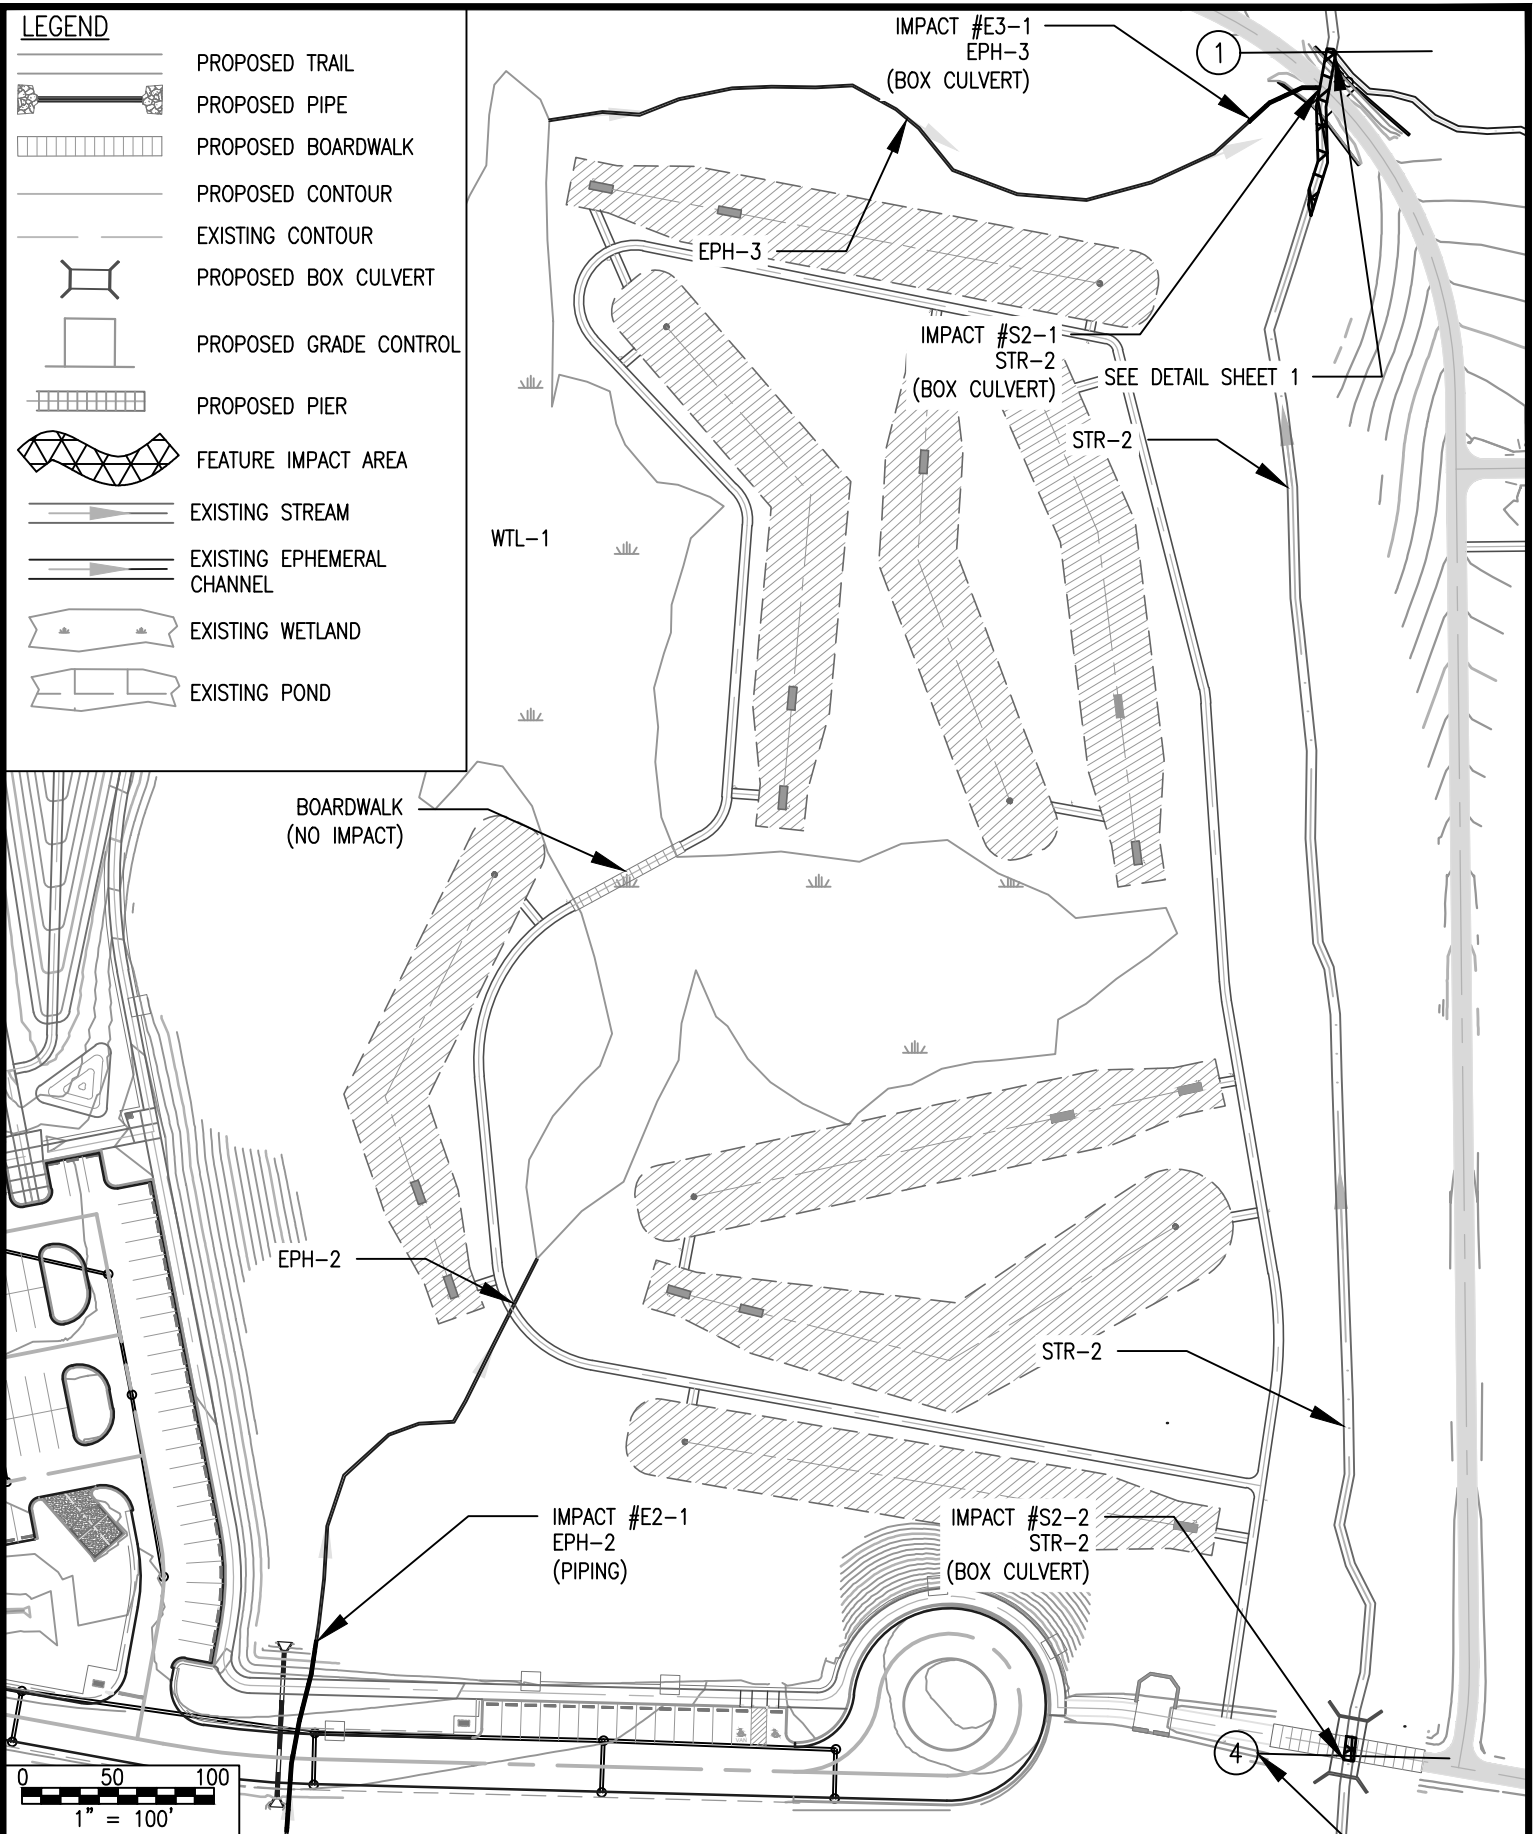 LEGEND
PROPOSED TRAIL
PROPOSED PIPE
PROPOSED BOARDWALK
PROPOSED CONTOUR
EXISTING CONTOUR
PROPOSED BOX CULVERT
PROPOSED GRADE CONTROL
PROPOSED PIER
FEATURE IMPACT AREA
EXISTING STREAM
EXISTING EPHEMERAL
CHANNEL
EXISTING WETLAND
EXISTING POND
IMPACT #E3-1
EPH-3
(BOX CULVERT)
1
EPH-3
IMPACT #S2-1
STR-2
(BOX CULVERT)
SEE DETAIL SHEET 1
STR-2
WTL-1
BOARDWALK
(NO IMPACT)
EPH-2
STR-2
IMPACT #E2-1
EPH-2
(PIPING)
IMPACT #S2-2
STR-2
(BOX CULVERT)
4
0 50 100
1" = 100'